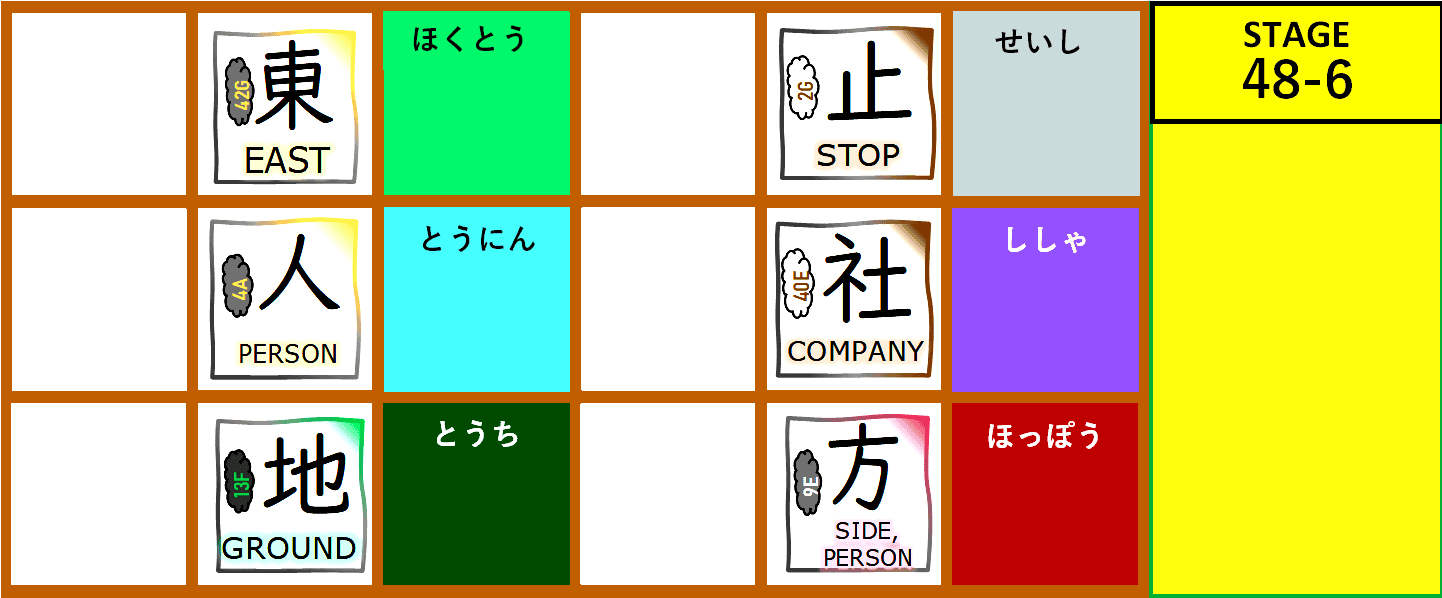 42G
東
EAST
ほくとう
2G
止
STOP
せいし
STAGE
48-6
4A
人
PERSON
とうにん
40E
社
COMPANY
ししゃ
13F
地
GROUND
とうち
9E
方
SIDE,
PERSON
ほっぽう